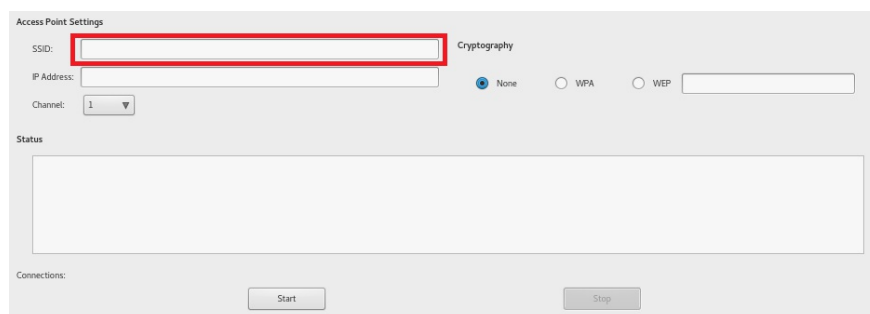 Access Point Settings
SSID:
Cryptography
IP Address:
None WPA WEP
Channel: 1
Status
Connections:
Start Stop